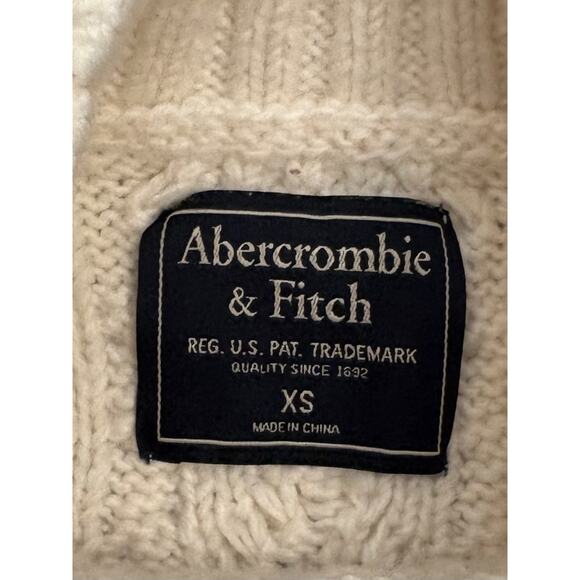 Abercrombie
& Fitch
REG. U.S. PAT. TRADEMARK
QUALITY SINCE 1892
XS
MADE IN CHINA